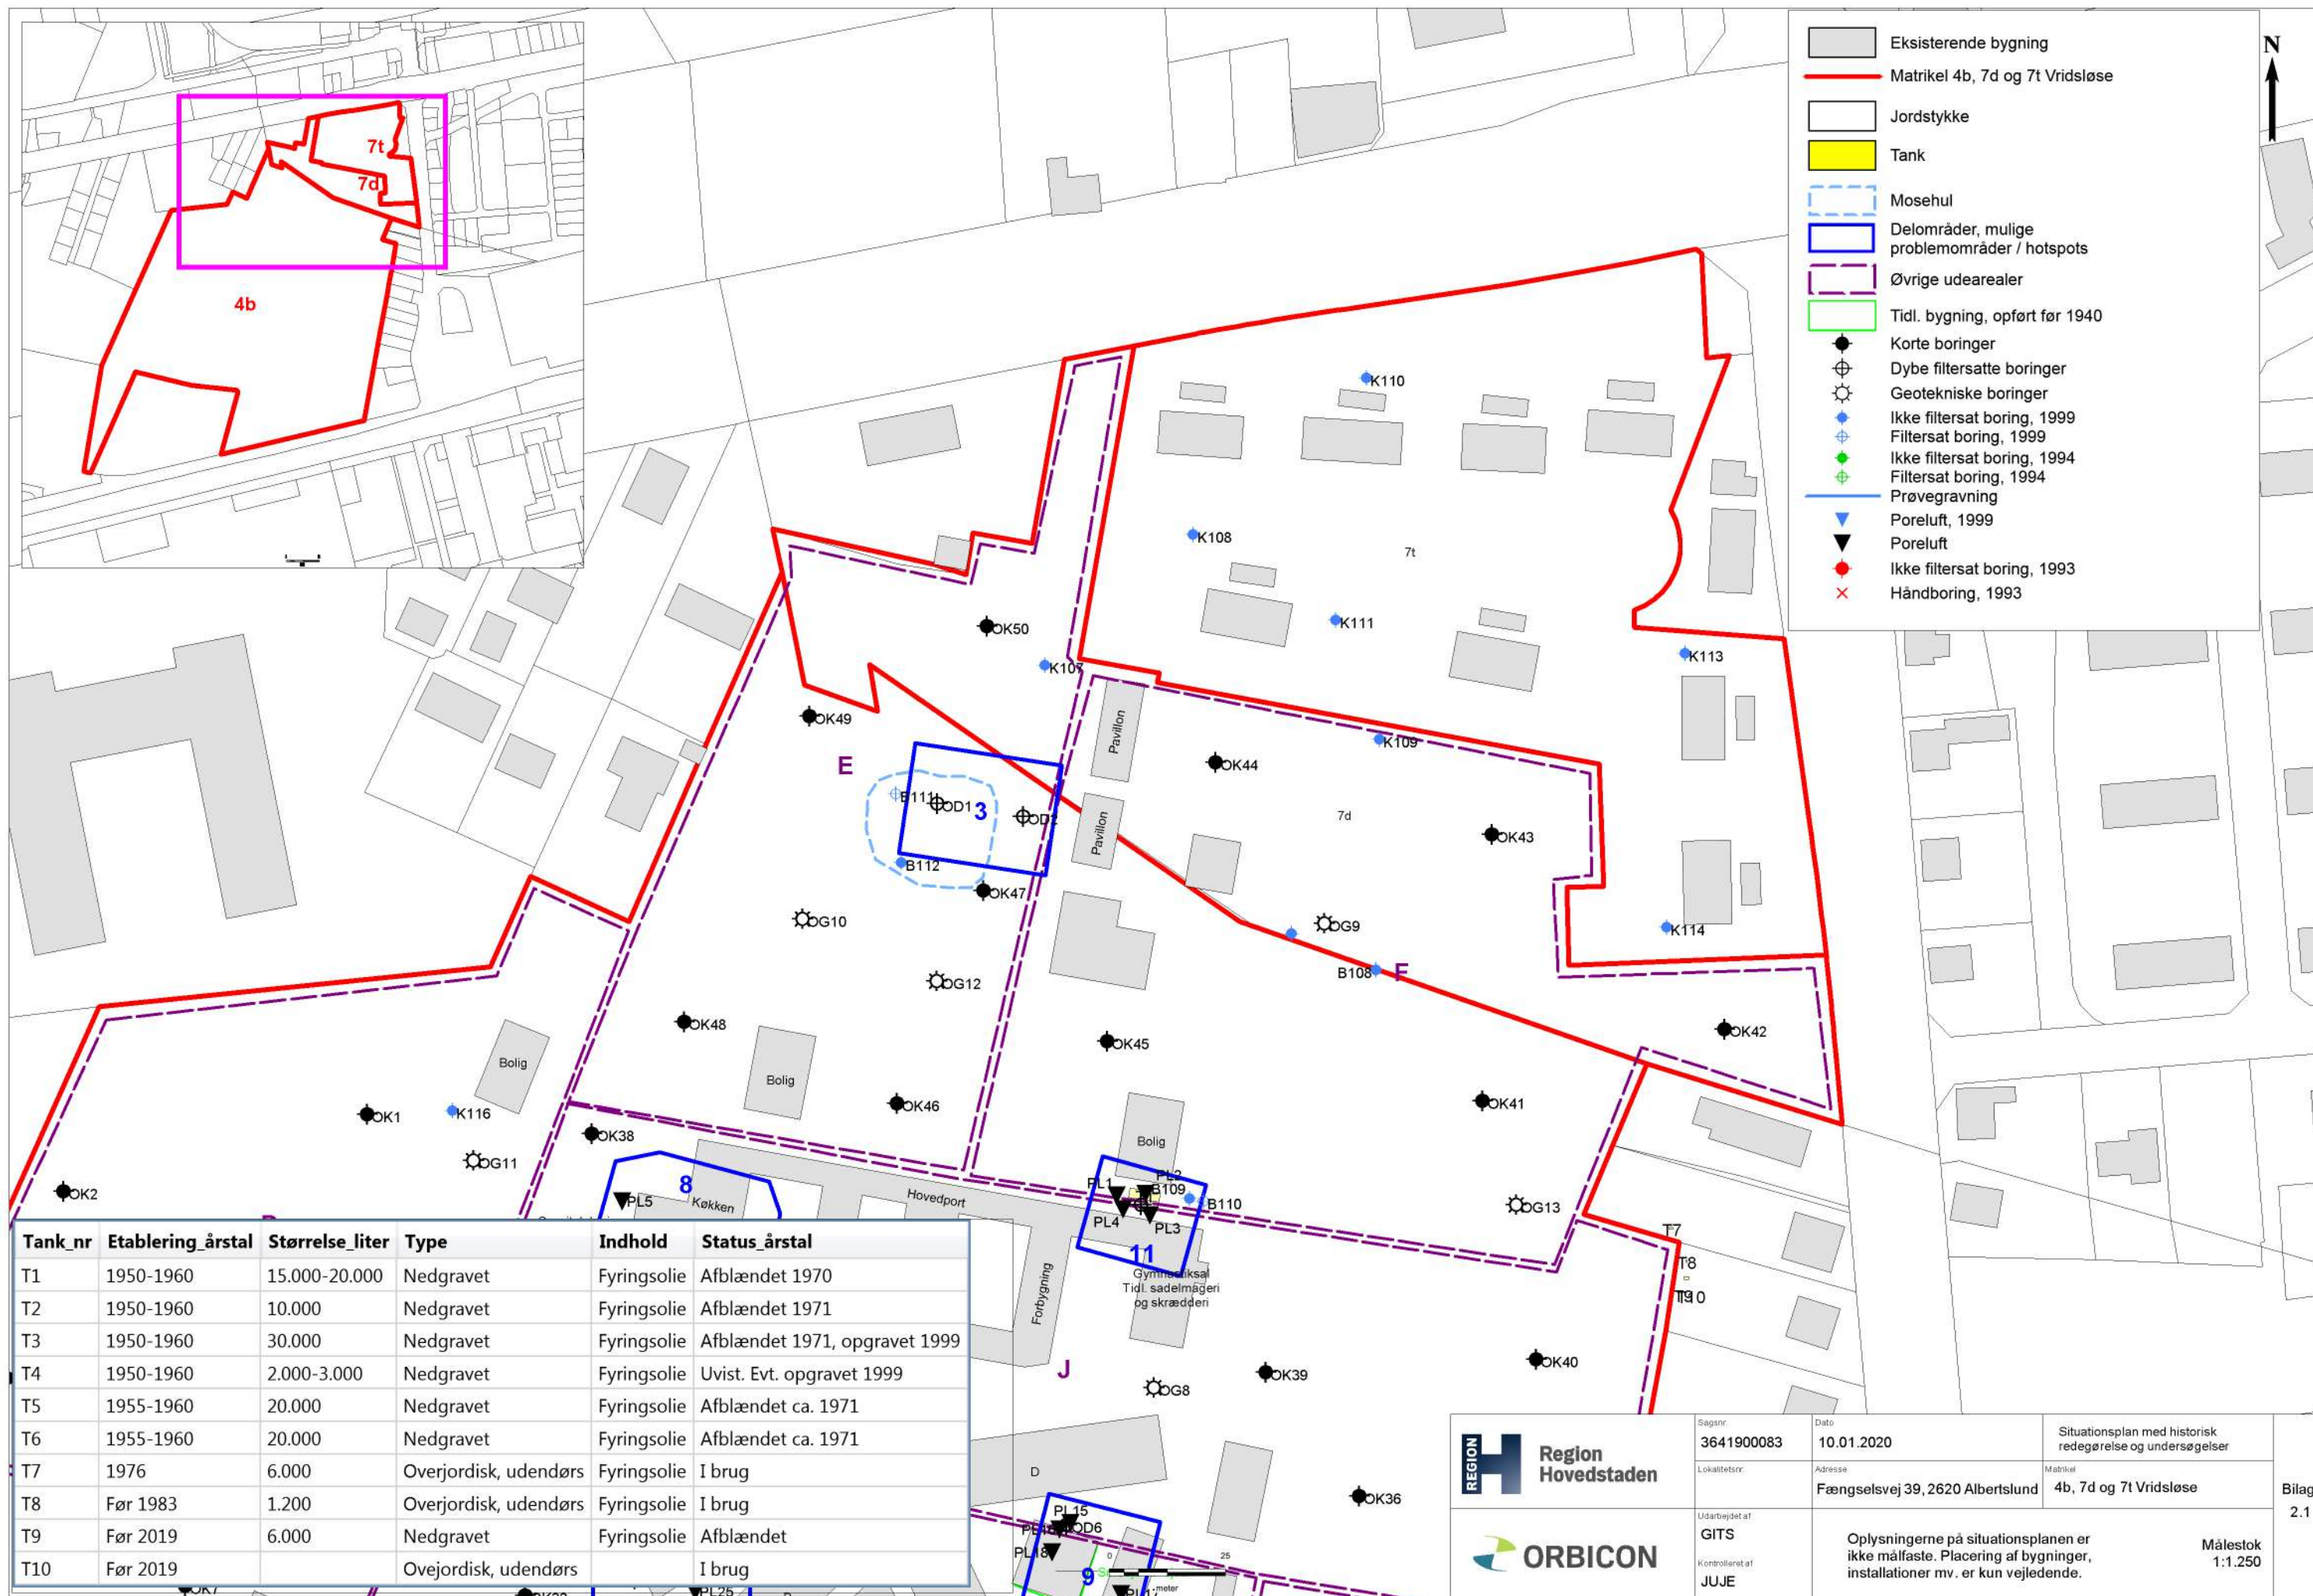 7t
7d
4b
Eksisterende bygning
Matrikel 4b, 7d og 7t Vridsløse
Jordstykke
Tank
Mosehul
Delområder, mulige
problemområder / hotspots
Øvrige udearealer
Tidl. bygning, opført før 1940
Korte boringer
Dybe filtersatte boringer
Geotekniske boringer
Ikke filtersat boring, 1999
Filtersat boring, 1999
Ikke filtersat boring, 1994
Filtersat boring, 1994
Prøvegravning
Poreluft, 1999
Poreluft
Ikke filtersat boring, 1993
Håndboring, 1993
N
K110
K108
7t
K111
OK50
K107
K113
OK49
Pavillon
K109
E
OK44
B111
OD1
3
OD2
Pavillon
7d
OK43
B112
OK47
OG10
OG9
K114
OG12
B108
F
OK48
OK45
OK42
Bolig
Bolig
OK46
OK41
OK1
K116
OK38
Bolig
OG11
8
PL1
PL2
B109
OK2
PL5
Køkken
Hovedport
B110
OG13
PL4
PL3
11
T7
T8
T10
Gymnastiksal
Tidl. sadelmageri
og skrædderi
Forbygning
J
OK39
OK40
OG8
D
OK36
PL15
OD6
PL18
9
0 25
meter
PL25
Tank_nr Etablering_årstal Størrelse_liter Type Indhold Status_årstal
T1 1950-1960 15.000-20.000 Nedgravet Fyringsolie Afblændet 1970
T2 1950-1960 10.000 Nedgravet Fyringsolie Afblændet 1971
T3 1950-1960 30.000 Nedgravet Fyringsolie Afblændet 1971, opgravet 1999
T4 1950-1960 2.000-3.000 Nedgravet Fyringsolie Uvist. Evt. opgravet 1999
T5 1955-1960 20.000 Nedgravet Fyringsolie Afblændet ca. 1971
T6 1955-1960 20.000 Nedgravet Fyringsolie Afblændet ca. 1971
T7 1976 6.000 Overjordisk, udendørs Fyringsolie I brug
T8 Før 1983 1.200 Overjordisk, udendørs Fyringsolie I brug
T9 Før 2019 6.000 Nedgravet Fyringsolie Afblændet
T10 Før 2019 Ovejordisk, udendørs I brug
REGION
Region
Hovedstaden
ORBICON
Sagsnr.
3641900083
Dato
10.01.2020
Situationsplan med historisk
redegørelse og undersøgelser
Lokalitetsnr.
Adresse
Fængselsvej 39, 2620 Albertslund
Matrikel
4b, 7d og 7t Vridsløse
Bilag
2.1
Udarbejdet af
GITS
Kontrolleret af
JUJE
Oplysningerne på situationsplanen er
ikke målfaste. Placering af bygninger,
installationer mv. er kun vejledende.
Målestok
1:1.250